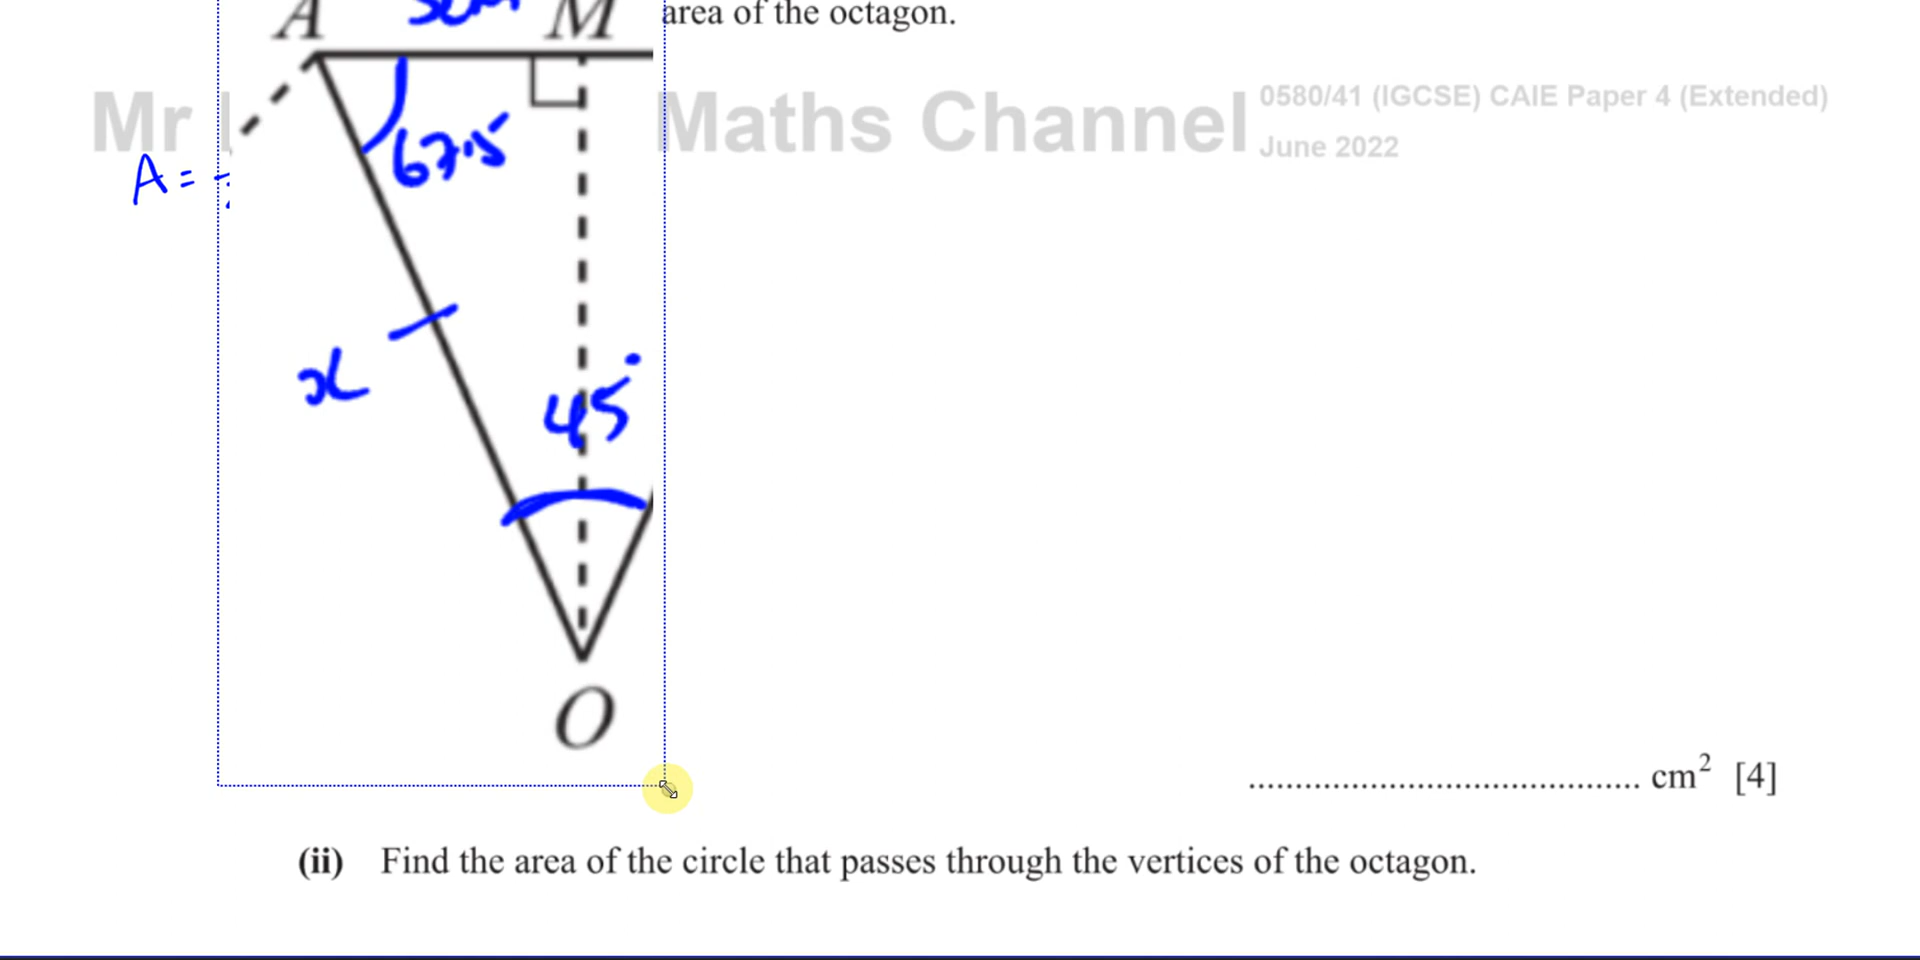 A M area of the octagon.
Mr Maths Channel
0580/41 (IGCSE) CAIE Paper 4 (Extended)
June 2022
67.5
A =
x
45°
O
.......................................... cm² [4]
(ii) Find the area of the circle that passes through the vertices of the octagon.